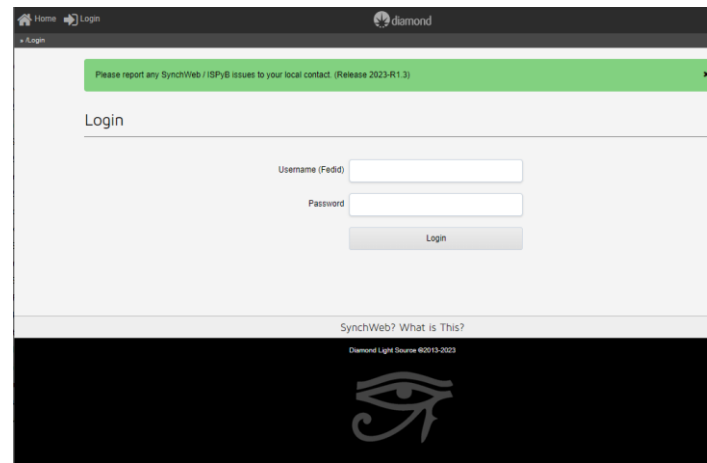 Home Login
diamond
» /Login
Please report any SynchWeb / ISPyB issues to your local contact. (Release 2023-R1.3)
Login
Username (Fedid)
Password
Login
SynchWeb? What is This?
Diamond Light Source ©2013-2023